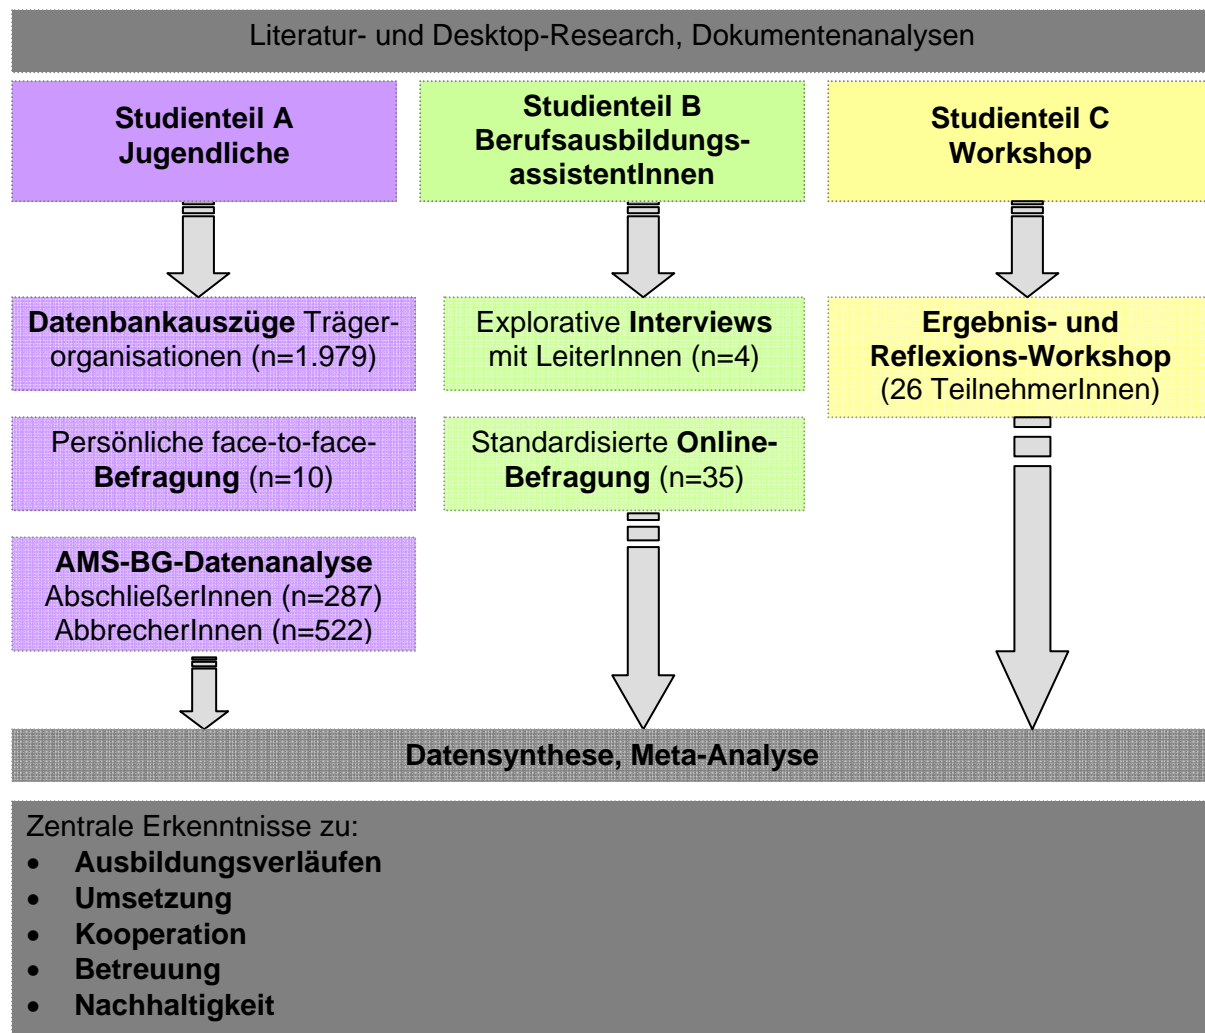 Literatur- und Desktop-Research, Dokumentenanalysen
Studienteil A
Jugendliche
Studienteil B
Berufsausbildungs-
assistentInnen
Studienteil C
Workshop
Datenbankauszüge Träger-
organisationen (n=1.979)
Explorative Interviews
mit LeiterInnen (n=4)
Ergebnis- und
Reflexions-Workshop
(26 TeilnehmerInnen)
Persönliche face-to-face-
Befragung (n=10)
Standardisierte Online-
Befragung (n=35)
AMS-BG-Datenanalyse
AbschließerInnen (n=287)
AbbrecherInnen (n=522)
Datensynthese, Meta-Analyse
Zentrale Erkenntnisse zu:
• Ausbildungsverläufen
• Umsetzung
• Kooperation
• Betreuung
• Nachhaltigkeit